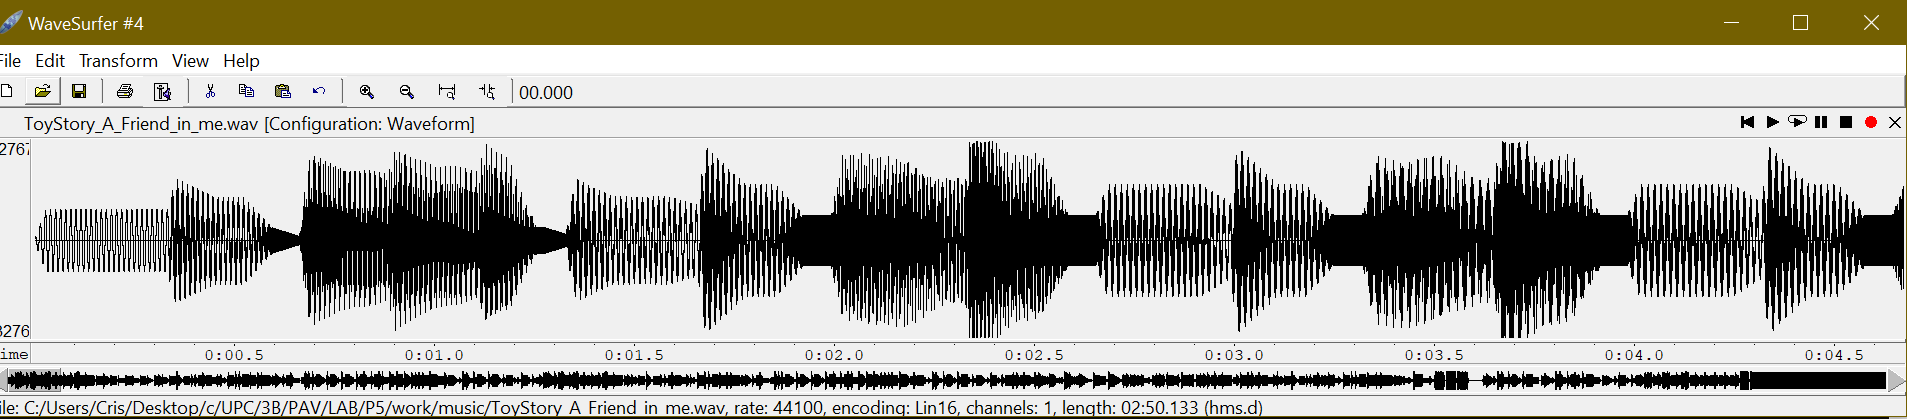 WaveSurfer #4
File Edit Transform View Help
00.000
ToyStory_A_Friend_in_me.wav [Configuration: Waveform]
2767
3276
ime 0:00.5 0:01.0 0:01.5 0:02.0 0:02.5 0:03.0 0:03.5 0:04.0 0:04.5
ile: C:/Users/Cris/Desktop/c/UPC/3B/PAV/LAB/P5/work/music/ToyStory_A_Friend_in_me.wav, rate: 44100, encoding: Lin16, channels: 1, length: 02:50.133 (hms.d)